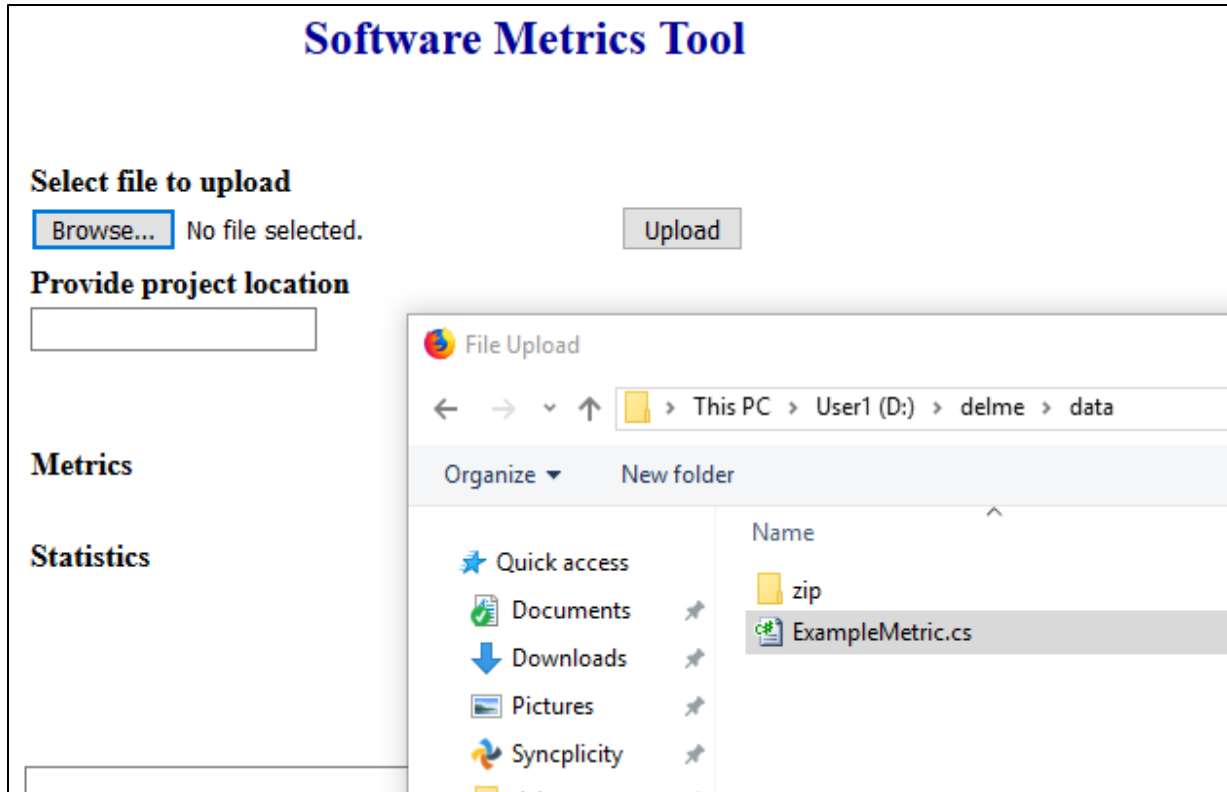 Software Metrics Tool
Select file to upload
Browse... No file selected. Upload
Provide project location
File Upload
This PC > User1 (D:) > delme > data
Organize New folder
Metrics
Name
Statistics
Quick access
zip
Documents
ExampleMetric.cs
Downloads
Pictures
Syncplicity